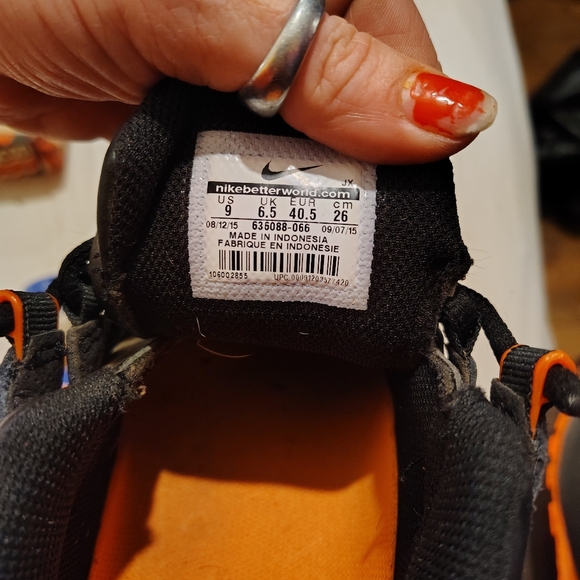 JX
nikebetterworld.com
US UK EUR cm
9 6.5 40.5 26
08/12/15 636088-066 09/07/15
MADE IN INDONESIA
FABRIQUE EN INDONESIE
106002855 UPC